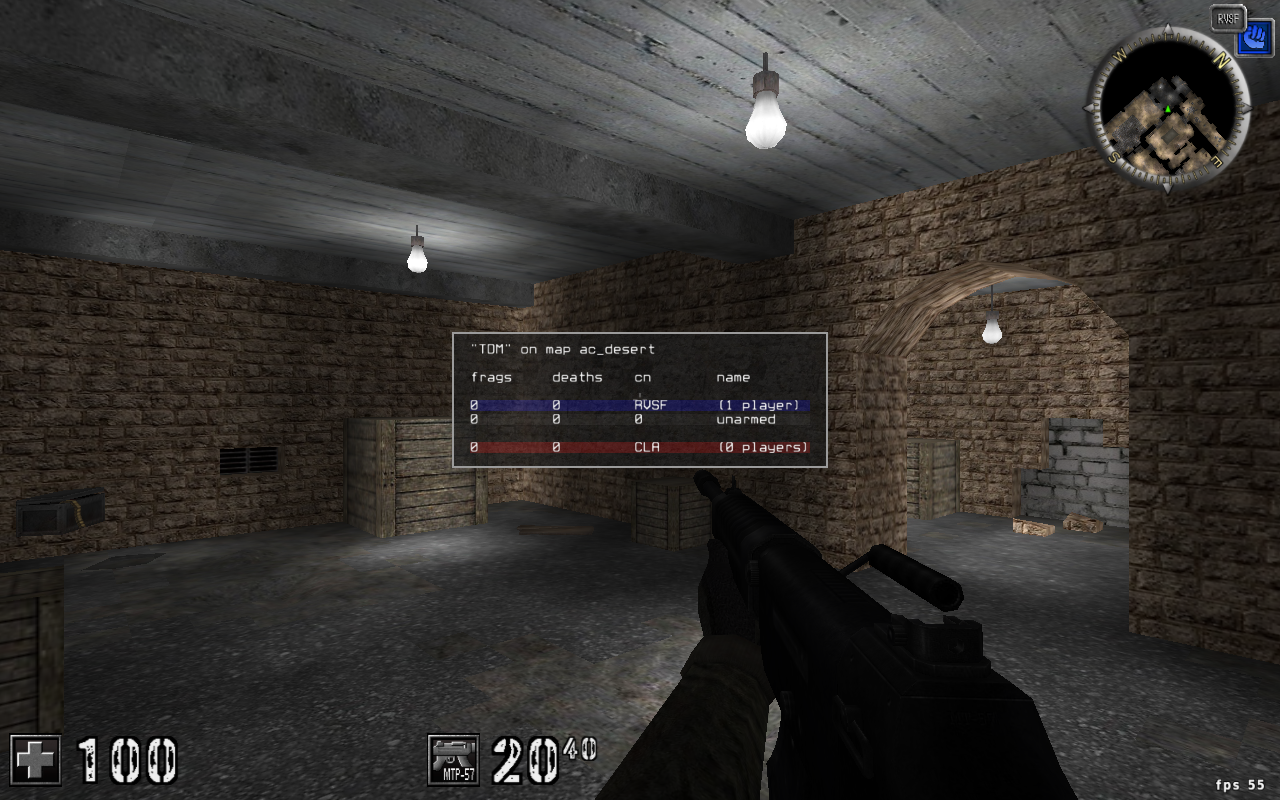 RVSF
W N
S E
"TDM" on map ac_desert
frags deaths cn name
0 0 RVSF (1 player)
0 0 0 unarmed
0 0 CLA (0 players)
100 MTP-57 20 40
fps 55